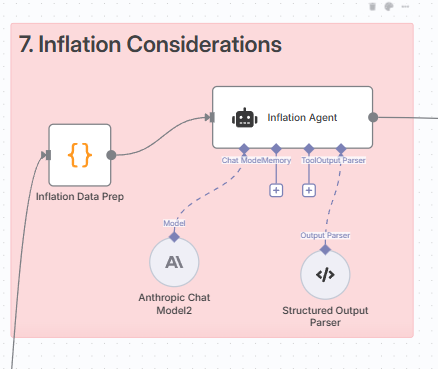 7. Inflation Considerations
Inflation Agent
{}
Inflation Data Prep
Chat Model
Memory
Tool
Output Parser
+
+
Model
Output Parser
A\
</>
Anthropic Chat
Model2
Structured Output
Parser